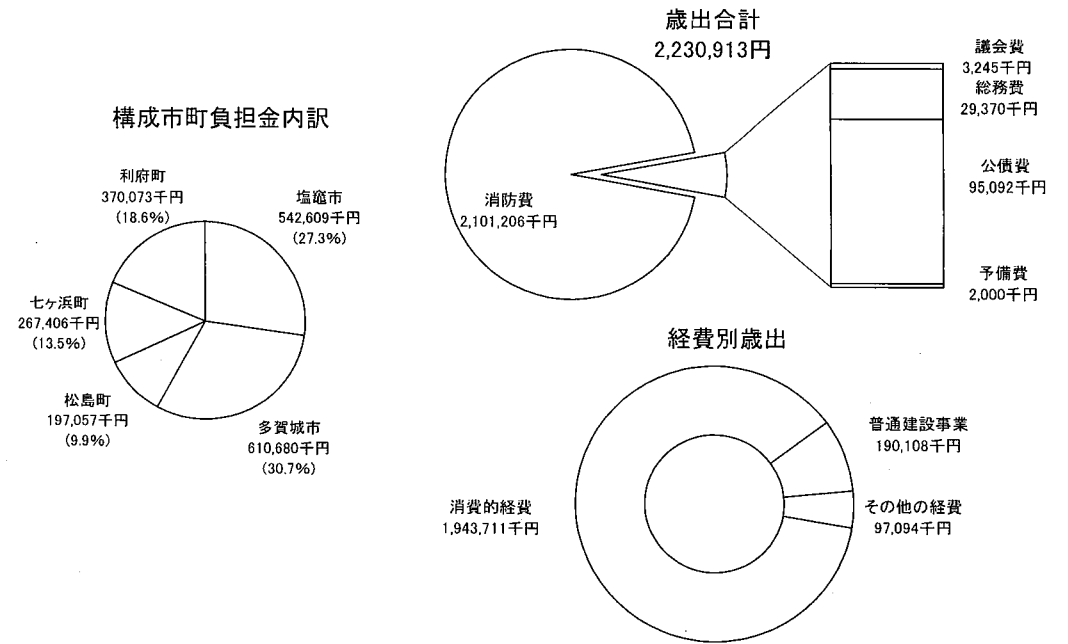 構成市町負担金内訳
利府町
370,073千円
(18.6%)
塩竈市
542,609千円
(27.3%)
七ヶ浜町
267,406千円
(13.5%)
松島町
197,057千円
(9.9%)
多賀城市
610,680千円
(30.7%)
歳出合計
2,230,913円
消防費
2,101,206千円
議会費
3,245千円
総務費
29,370千円
公債費
95,092千円
予備費
2,000千円
経費別歳出
普通建設事業
190,108千円
消費的経費
1,943,711千円
その他の経費
97,094千円